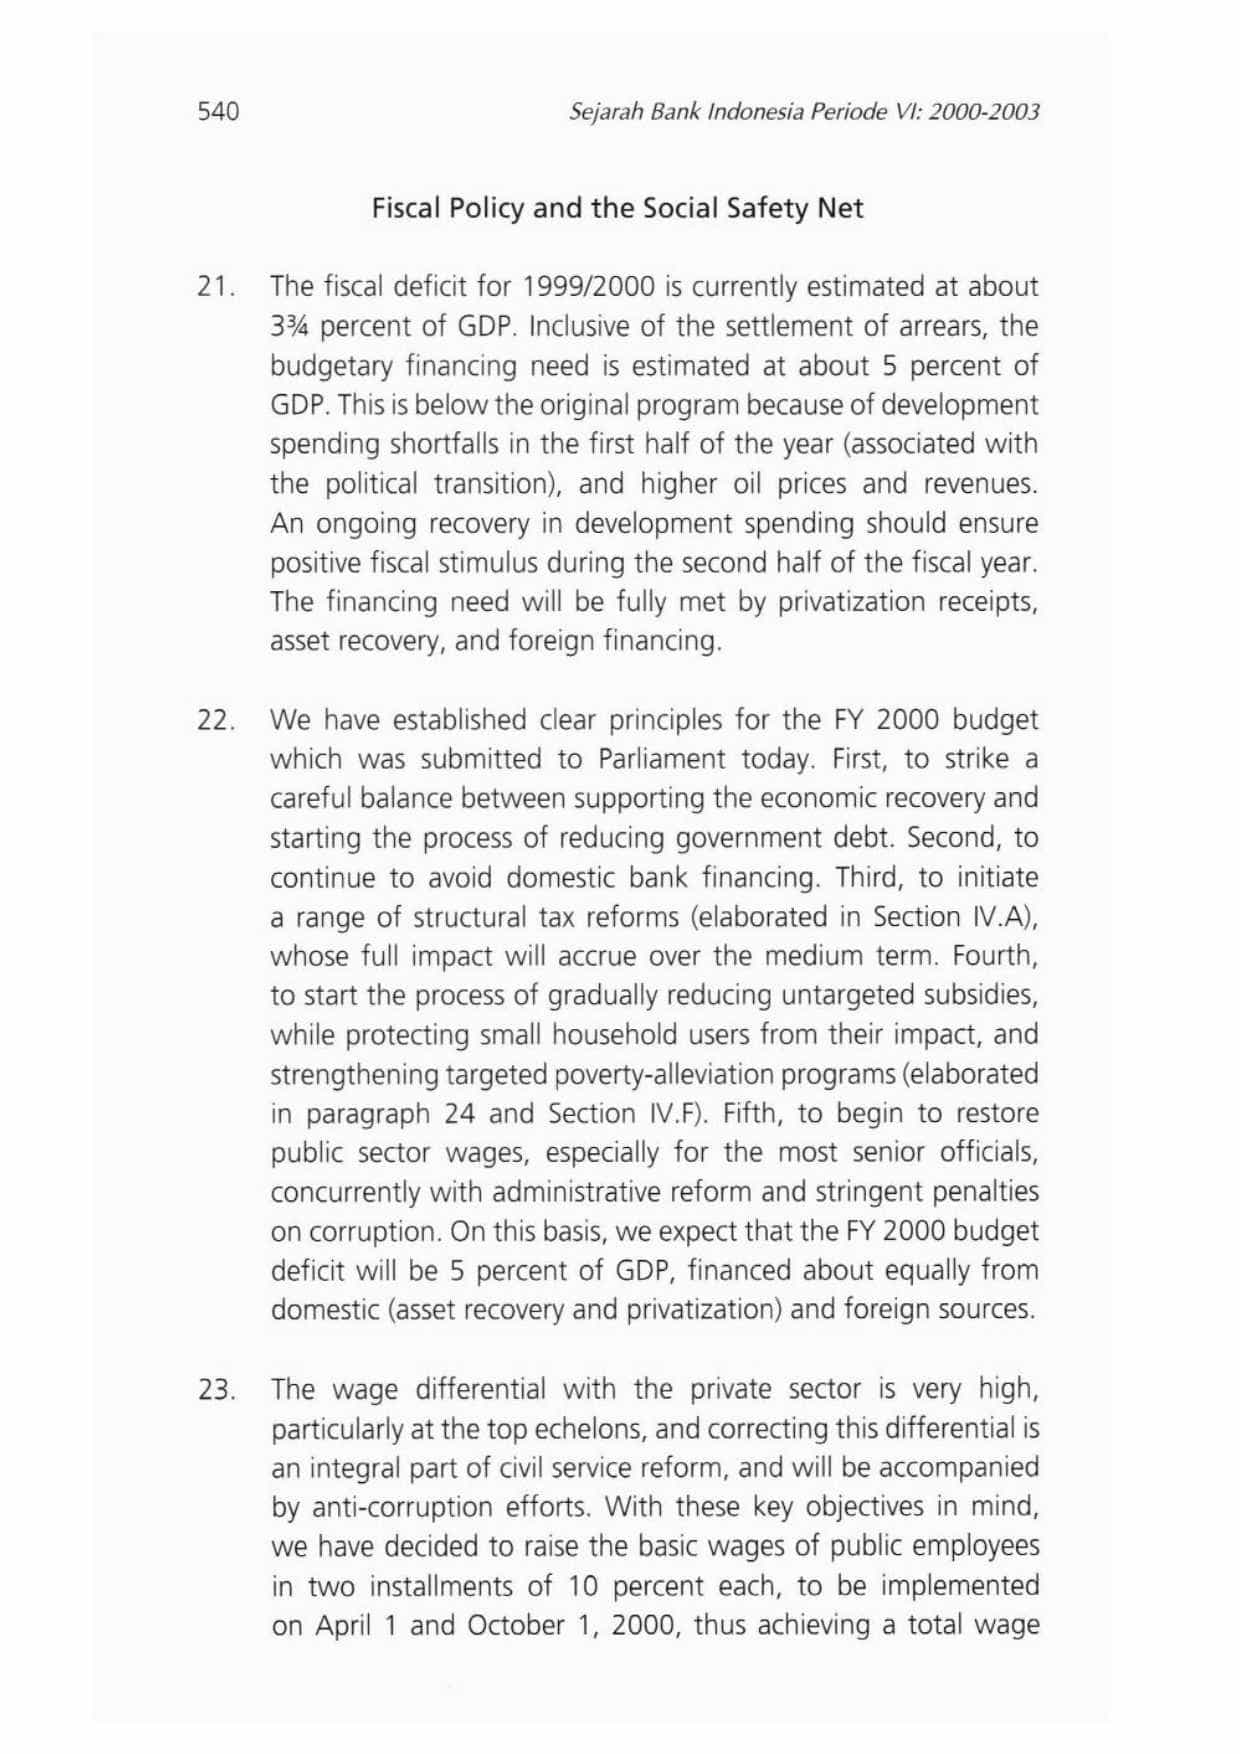 540
Sejarah Bank Indonesia Periode VI: 2000-2003
Fiscal Policy and the Social Safety Net
21. The fiscal deficit for 1999/2000 is currently estimated at about
3¾ percent of GDP. Inclusive of the settlement of arrears, the
budgetary financing need is estimated at about 5 percent of
GDP. This is below the original program because of development
spending shortfalls in the first half of the year (associated with
the political transition), and higher oil prices and revenues.
An ongoing recovery in development spending should ensure
positive fiscal stimulus during the second half of the fiscal year.
The financing need will be fully met by privatization receipts,
asset recovery, and foreign financing.
22. We have established clear principles for the FY 2000 budget
which was submitted to Parliament today. First, to strike a
careful balance between supporting the economic recovery and
starting the process of reducing government debt. Second, to
continue to avoid domestic bank financing. Third, to initiate
a range of structural tax reforms (elaborated in Section IV.A),
whose full impact will accrue over the medium term. Fourth,
to start the process of gradually reducing untargeted subsidies,
while protecting small household users from their impact, and
strengthening targeted poverty-alleviation programs (elaborated
in paragraph 24 and Section IV.F). Fifth, to begin to restore
public sector wages, especially for the most senior officials,
concurrently with administrative reform and stringent penalties
on corruption. On this basis, we expect that the FY 2000 budget
deficit will be 5 percent of GDP, financed about equally from
domestic (asset recovery and privatization) and foreign sources.
23. The wage differential with the private sector is very high,
particularly at the top echelons, and correcting this differential is
an integral part of civil service reform, and will be accompanied
by anti-corruption efforts. With these key objectives in mind,
we have decided to raise the basic wages of public employees
in two installments of 10 percent each, to be implemented
on April 1 and October 1, 2000, thus achieving a total wage